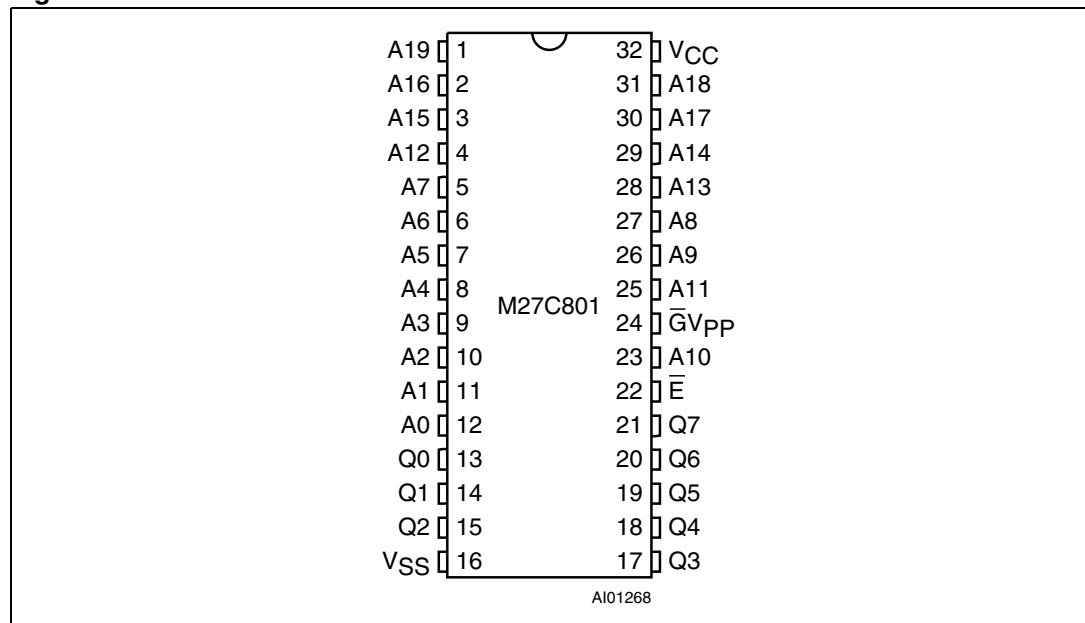 A19 1 32 VCC
A16 2 31 A18
A15 3 30 A17
A12 4 29 A14
A7 5 28 A13
A6 6 27 A8
A5 7 26 A9
A4 8 25 A11
M27C801
A3 9 24 G̅VPP
A2 10 23 A10
A1 11 22 E̅
A0 12 21 Q7
Q0 13 20 Q6
Q1 14 19 Q5
Q2 15 18 Q4
VSS 16 17 Q3
AI01268